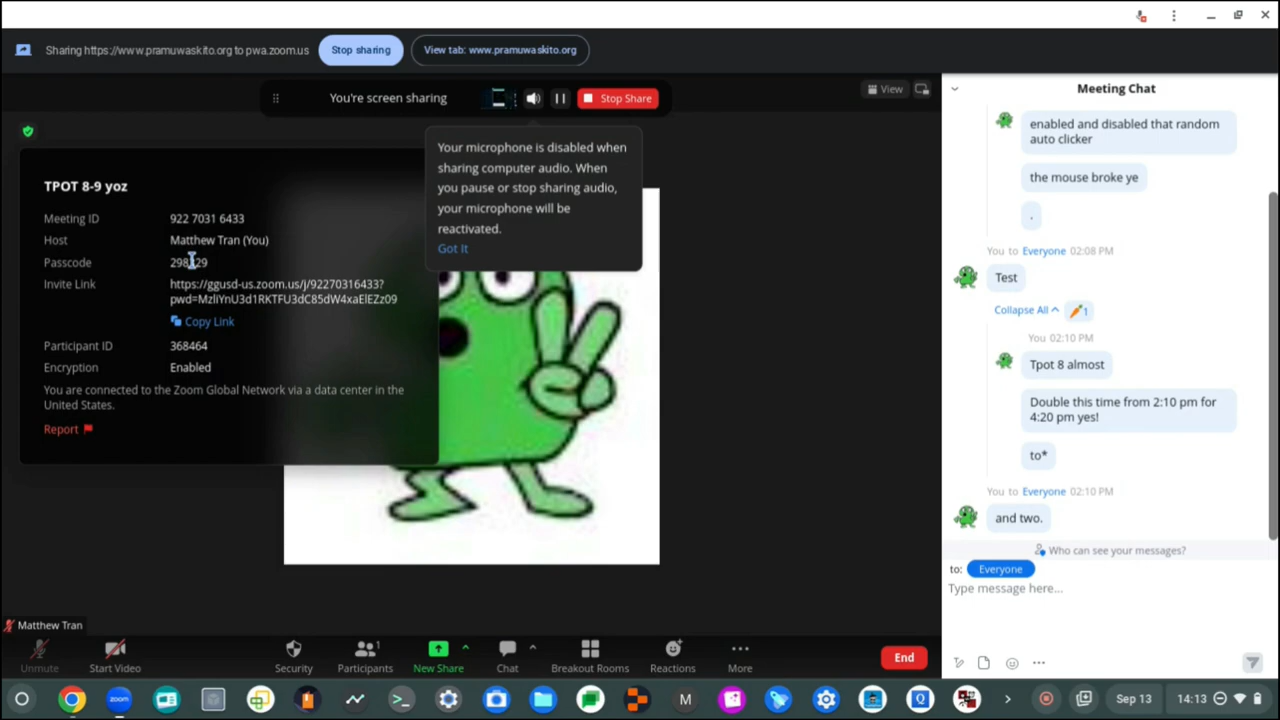 Sharing https://www.pramuwaskito.org to pwa.zoom.us
Stop sharing
View tab: www.pramuwaskito.org
You're screen sharing
Stop Share
View
Your microphone is disabled when
sharing computer audio. When
you pause or stop sharing audio,
your microphone will be
reactivated.
Got It
TPOT 8-9 yoz
Meeting ID 922 7031 6433
Host Matthew Tran (You)
Passcode
Invite Link https://ggusd-us.zoom.us/j/92270316433?
pwd=MzliYnU3d1RKTFU3dC85dW4xaElEZz09
Copy Link
Participant ID 368464
Encryption Enabled
You are connected to the Zoom Global Network via a data center in the
United States.
Report
Matthew Tran
Meeting Chat
enabled and disabled that random
auto clicker
the mouse broke ye
.
You to Everyone 02:08 PM
Test
Collapse All 1
You 02:10 PM
Tpot 8 almost
Double this time from 2:10 pm for
4:20 pm yes!
to*
You to Everyone 02:10 PM
and two.
Who can see your messages?
to: Everyone
Type message here...
Unmute
Start Video
Security
Participants 1
New Share
Chat
Breakout Rooms
Reactions
More
End
M
Q
Sep 13
14:13